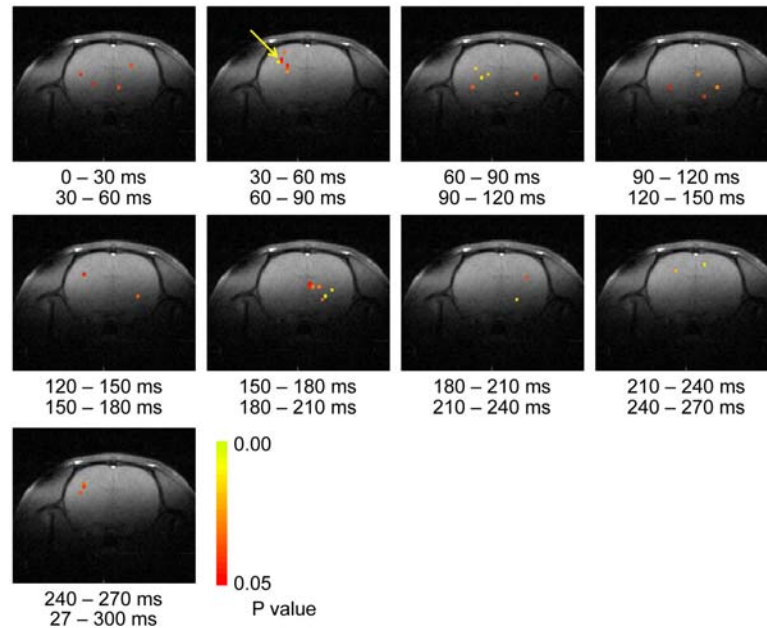 0 – 30 ms
30 – 60 ms
30 – 60 ms
60 – 90 ms
60 – 90 ms
90 – 120 ms
90 – 120 ms
120 – 150 ms
120 – 150 ms
150 – 180 ms
150 – 180 ms
180 – 210 ms
180 – 210 ms
210 – 240 ms
210 – 240 ms
240 – 270 ms
240 – 270 ms
27 – 300 ms
0.00
0.05
P value